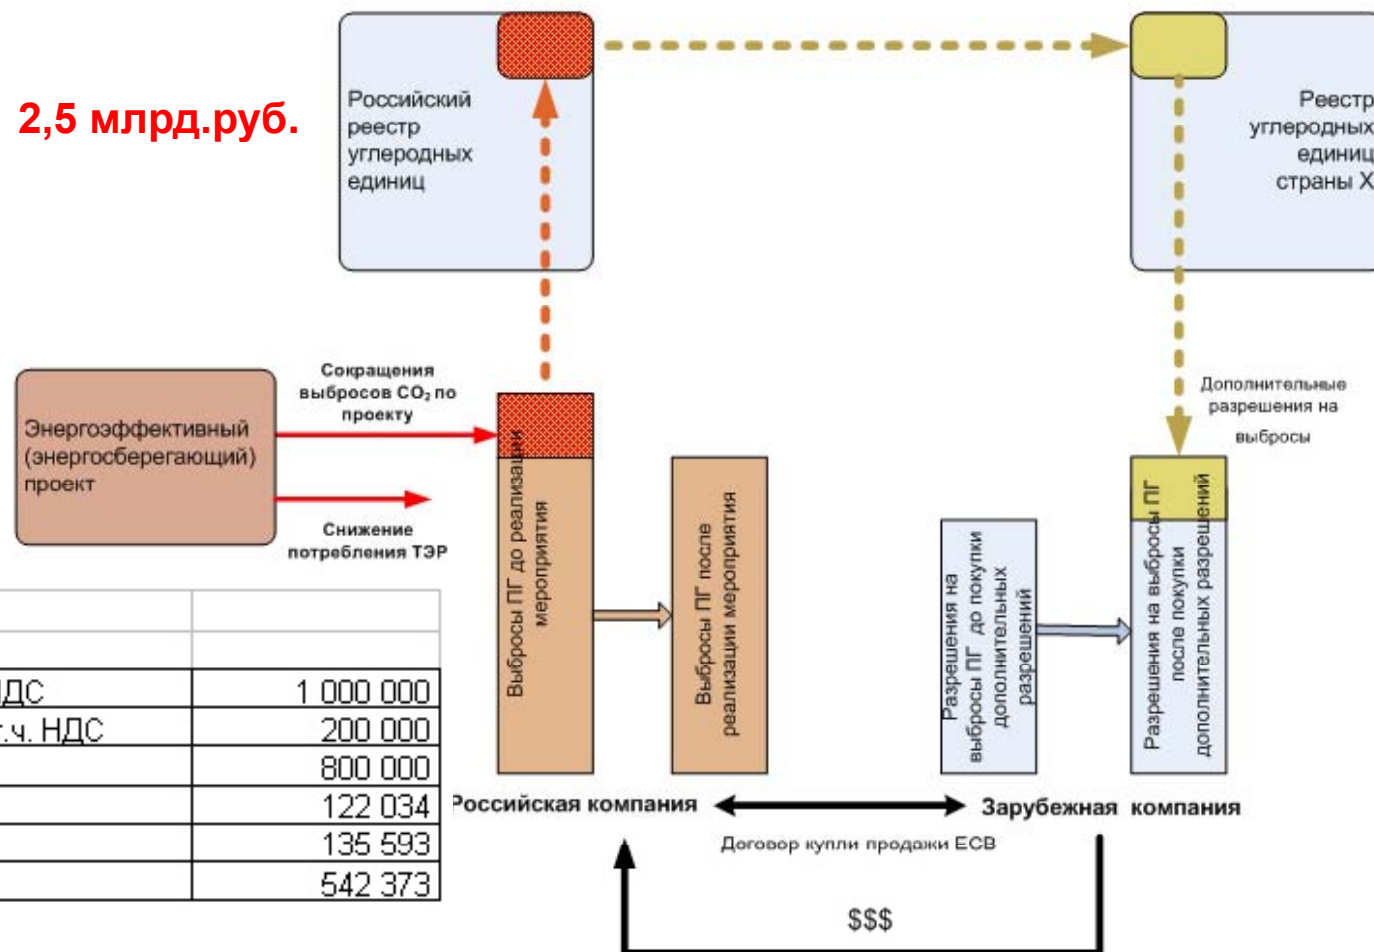 2,5 млрд.руб.
Российский
реестр
углеродных
единиц
Реестр
углеродных
единиц
страны X
Энергоэффективный
(энергосберегающий)
проект
Сокращения
выбросов CO₂ по
проекту
Снижение
потребления ТЭР
Выбросы ПГ до реализации
мероприятия
Выбросы ПГ после
реализации мероприятия
Разрешения на
выбросы ПГ до покупки
дополнительных
разрешений
Разрешения на выбросы ПГ
после покупки
дополнительных разрешений
Дополнительные
разрешения на
выбросы
НДС 1 000 000
т.ч. НДС 200 000
800 000
122 034
135 593
542 373
Российская компания
Зарубежная компания
Договор купли продажи ЕСВ
$$$